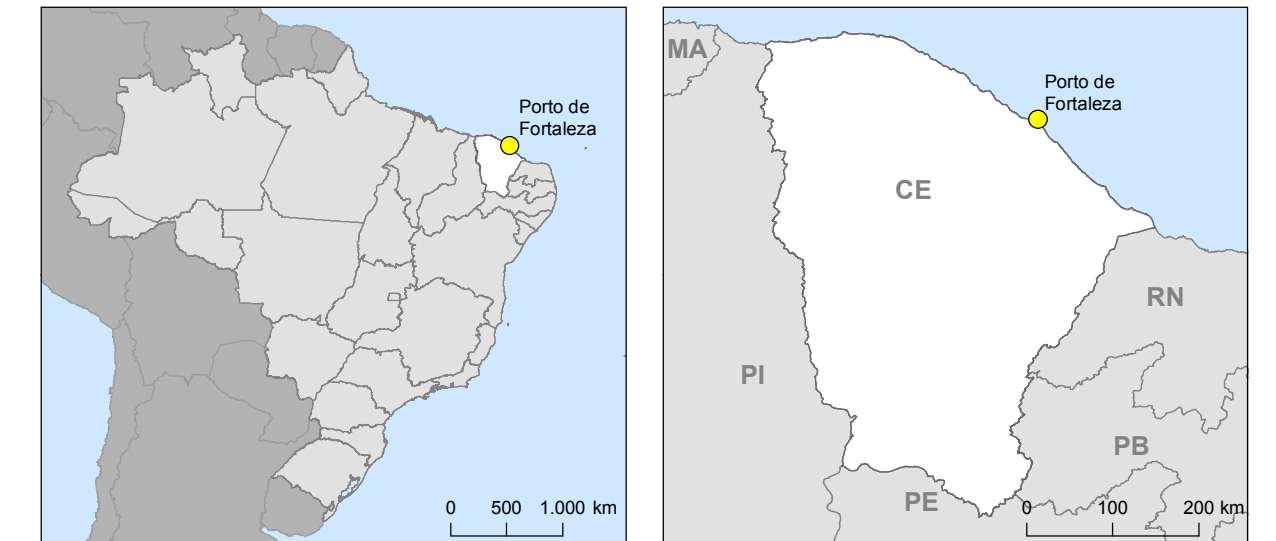 Porto de
Fortaleza
0 500 1.000 km
MA
Porto de
Fortaleza
CE
RN
PI
PB
PE
0 100 200 km